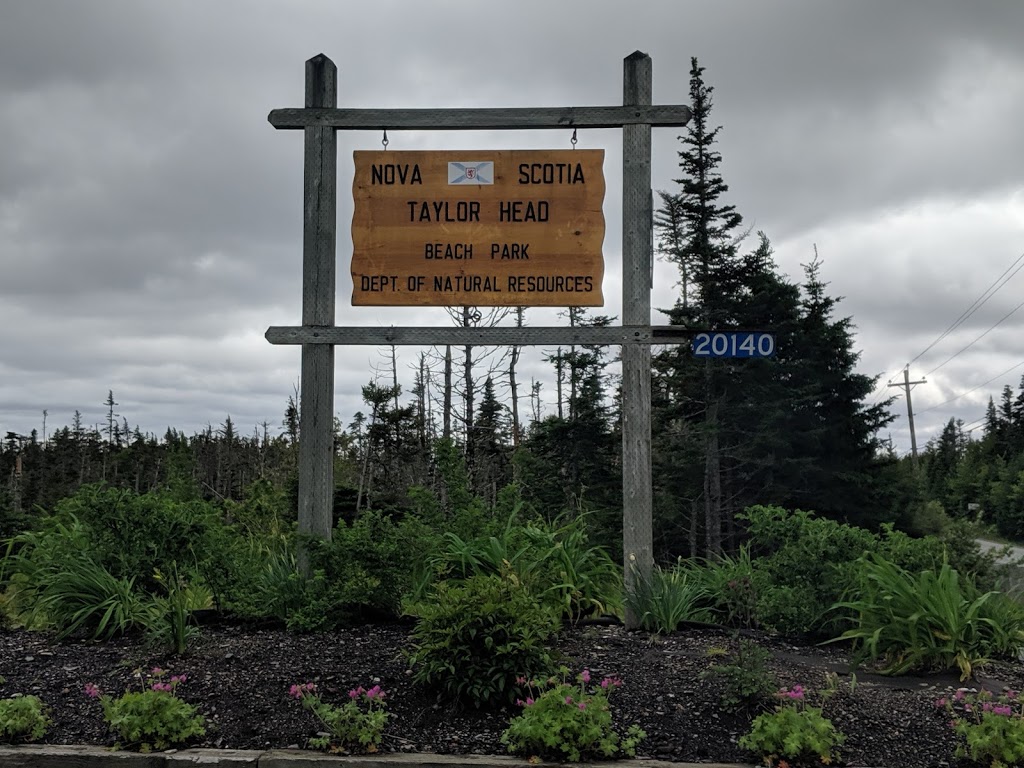 NOVA SCOTIA
TAYLOR HEAD
BEACH PARK
DEPT. OF NATURAL RESOURCES
20140